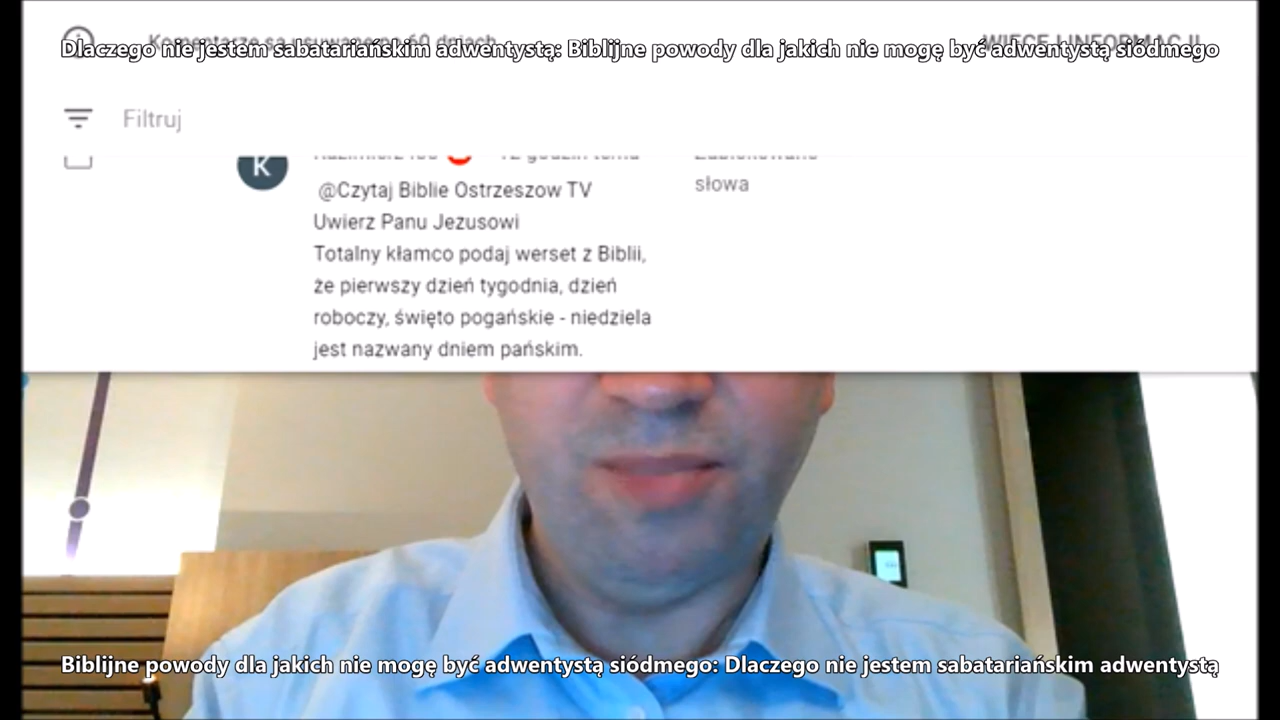 Dlaczego nie jestem sabatariańskim adwentystą: Biblijne powody dla jakich nie mogę być adwentystą siódmego
Filtruj
K
@Czytaj Biblie Ostrzeszow TV
Uwierz Panu Jezusowi
Totalny kłamco podaj werset z Biblii,
że pierwszy dzień tygodnia, dzień
roboczy, święto pogańskie - niedziela
jest nazwany dniem pańskim.
słowa
Biblijne powody dla jakich nie mogę być adwentystą siódmego: Dlaczego nie jestem sabatariańskim adwentystą